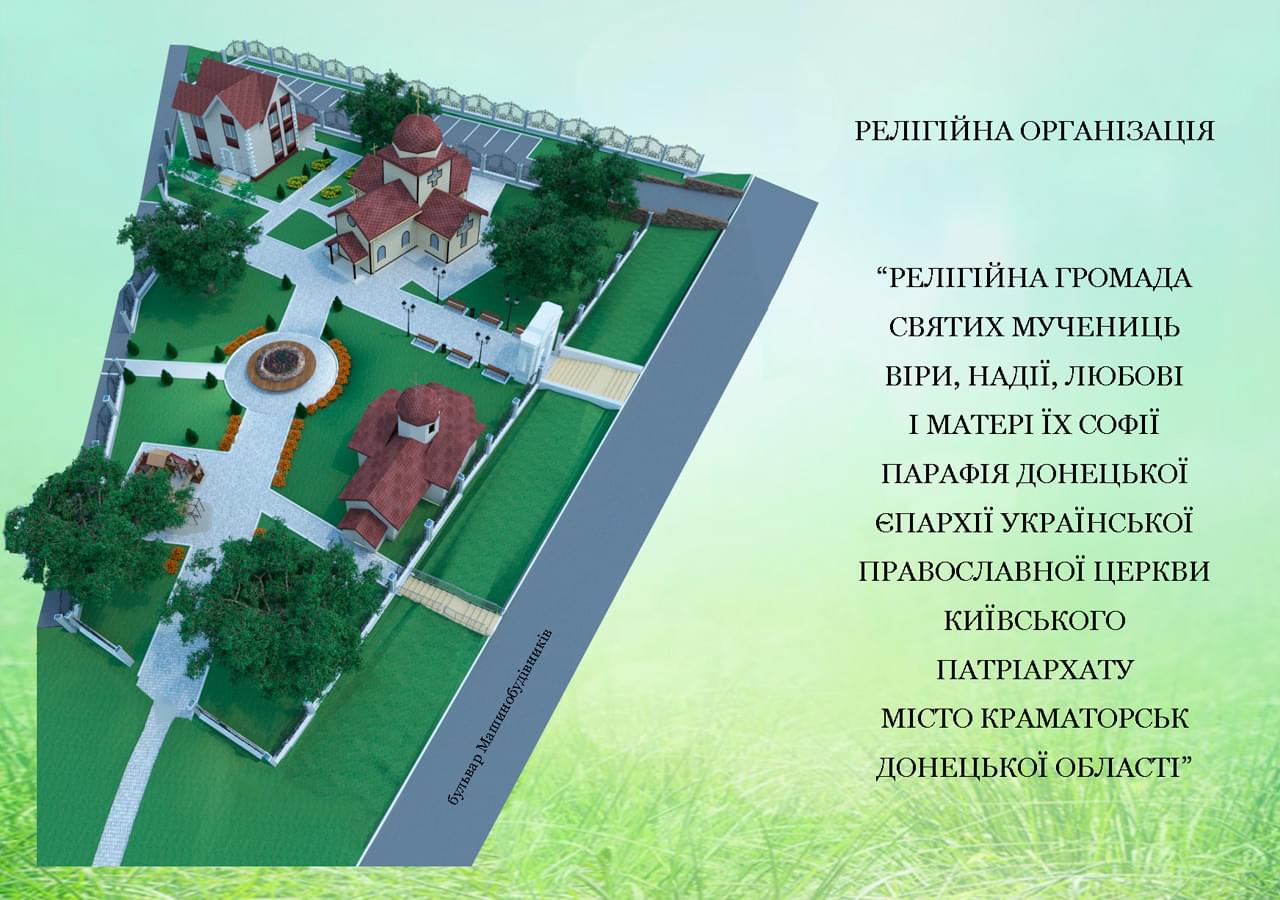 РЕЛІГІЙНА ОРГАНІЗАЦІЯ
“РЕЛІГІЙНА ГРОМАДА
СВЯТИХ МУЧЕНИЦЬ
ВІРИ, НАДІЇ, ЛЮБОВІ
І МАТЕРІ ЇХ СОФІЇ
ПАРАФІЯ ДОНЕЦЬКОЇ
ЄПАРХІЇ УКРАЇНСЬКОЇ
ПРАВОСЛАВНОЇ ЦЕРКВИ
КИЇВСЬКОГО
ПАТРІАРХАТУ
МІСТО КРАМАТОРСЬК
ДОНЕЦЬКОЇ ОБЛАСТІ”
бульвар Машинобудівників